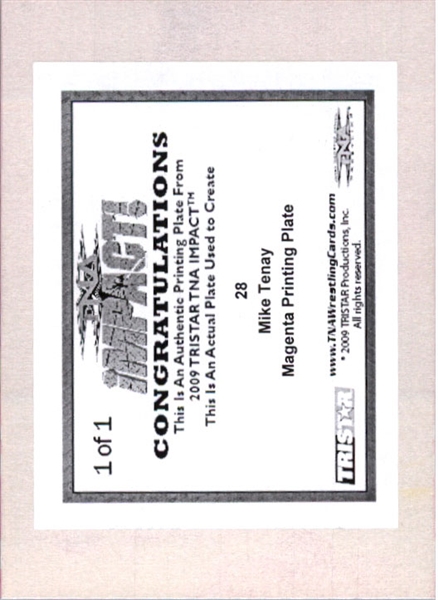 1 of 1
TNA
iMPACT!
CONGRATULATIONS
This Is An Authentic Printing Plate From
2009 TRISTAR TNA IMPACT™
This Is An Actual Plate Used to Create
28
Mike Tenay
Magenta Printing Plate
www.TNAWrestlingCards.com
* 2009 TRISTAR Productions, Inc.
All rights reserved.
TRISTAR
TNA